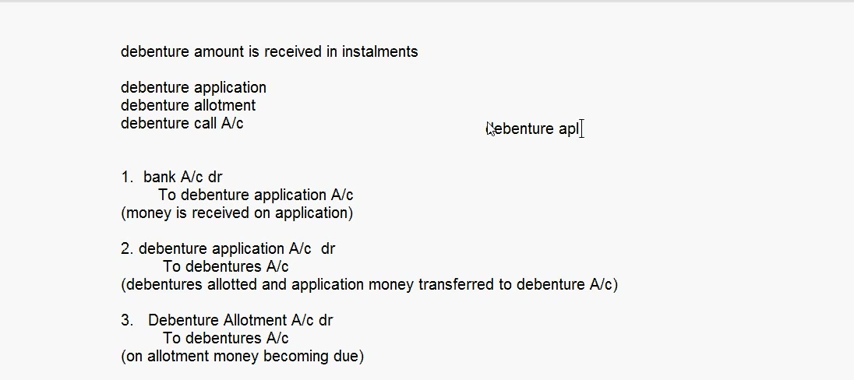 debenture amount is received in instalments
debenture application
debenture allotment
debenture call A/c
debenture apl
1. bank A/c dr
To debenture application A/c
(money is received on application)
2. debenture application A/c dr
To debentures A/c
(debentures allotted and application money transferred to debenture A/c)
3. Debenture Allotment A/c dr
To debentures A/c
(on allotment money becoming due)